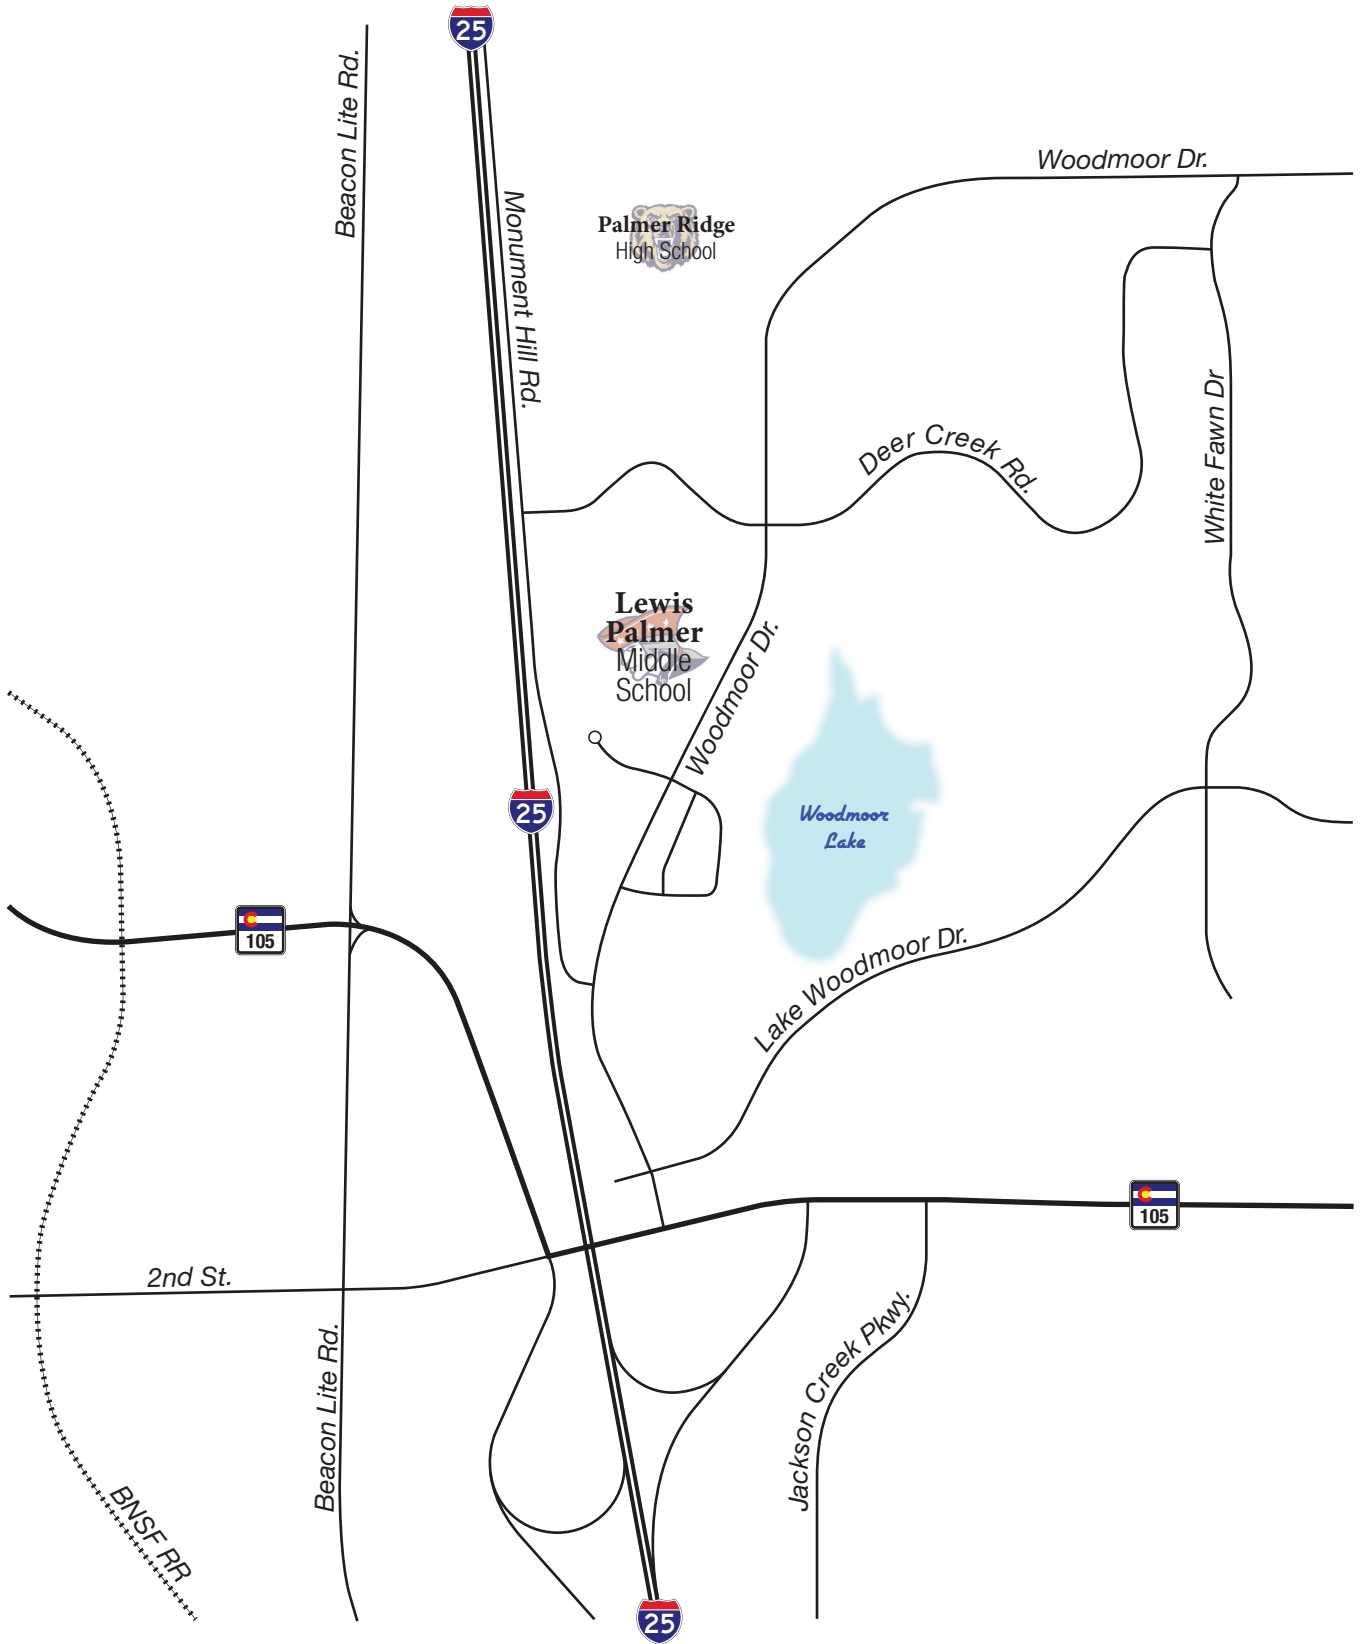 25
Beacon Lite Rd.
Woodmoor Dr.
Monument Hill Rd.
Palmer Ridge
High School
Deer Creek Rd.
White Fawn Dr
Lewis
Palmer
Middle
School
Woodmoor Dr.
25
Woodmoor
Lake
105
Lake Woodmoor Dr.
105
2nd St.
Jackson Creek Pkwy.
Beacon Lite Rd.
BNSF RR
25